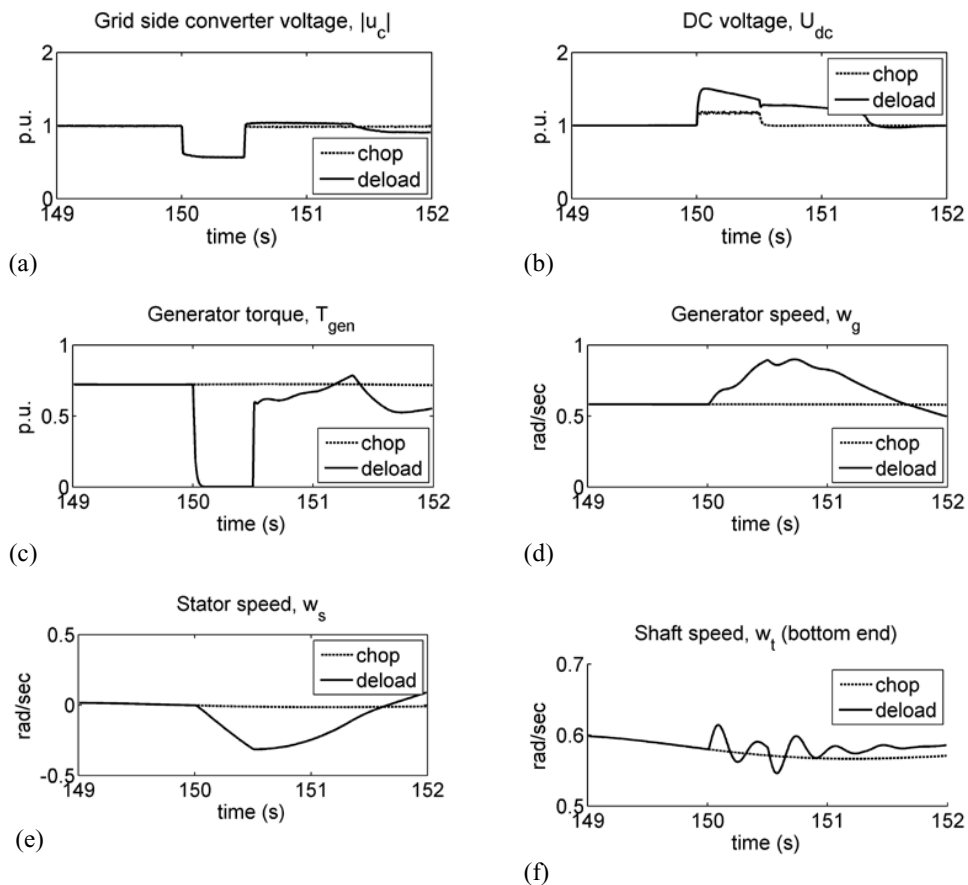 Grid side converter voltage, |u_c|
2
p.u.
1
0
149 150 151 152
time (s)
chop
deload
(a)
DC voltage, U_dc
2
p.u.
1
0
149 150 151 152
time (s)
chop
deload
(b)
Generator torque, T_gen
1
p.u.
0.5
0
149 150 151 152
time (s)
chop
deload
(c)
Generator speed, w_g
1
rad/sec
0.5
0
149 150 151 152
time (s)
chop
deload
(d)
Stator speed, w_s
0.5
rad/sec
0
-0.5
149 150 151 152
time (s)
chop
deload
(e)
Shaft speed, w_t (bottom end)
0.7
rad/sec
0.6
0.5
149 150 151 152
time (s)
chop
deload
(f)